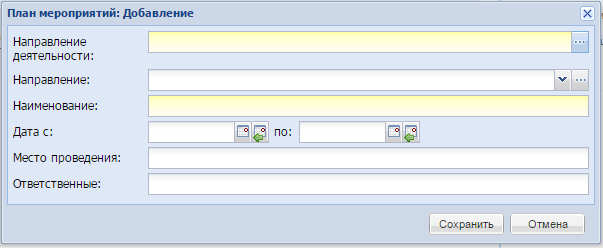 План мероприятий: Добавление
Направление
деятельности:
Направление:
Наименование:
Дата с:
по:
Место проведения:
Ответственные:
Сохранить
Отмена